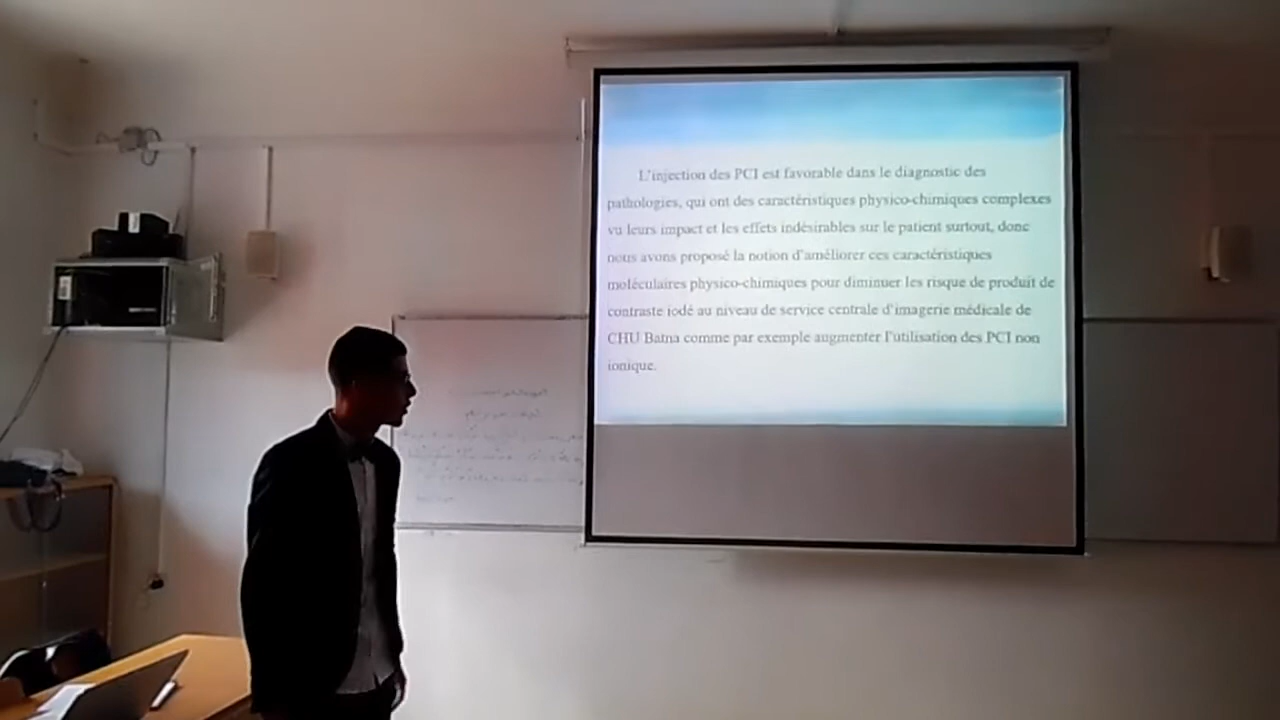 L'injection des PCI est favorable dans le diagnostic des
pathologies, qui ont des caractéristiques physico-chimiques complexes
vu leurs impact et les effets indésirables sur le patient surtout, donc
nous avons proposé la notion d'améliorer ces caractéristiques
moléculaires physico-chimiques pour diminuer les risque de produit de
contraste iodé au niveau de service centrale d'imagerie médicale de
CHU Batna comme par exemple augmenter l'utilisation des PCI non
ionique.